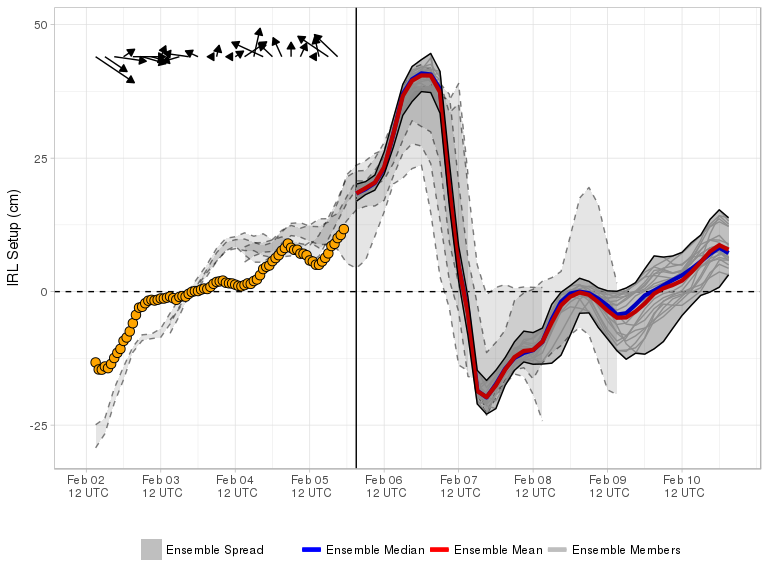 50
25
0
-25
IRL Setup (cm)
Feb 02 Feb 03 Feb 04 Feb 05 Feb 06 Feb 07 Feb 08 Feb 09 Feb 10
12 UTC 12 UTC 12 UTC 12 UTC 12 UTC 12 UTC 12 UTC 12 UTC 12 UTC
Ensemble Spread Ensemble Median Ensemble Mean Ensemble Members